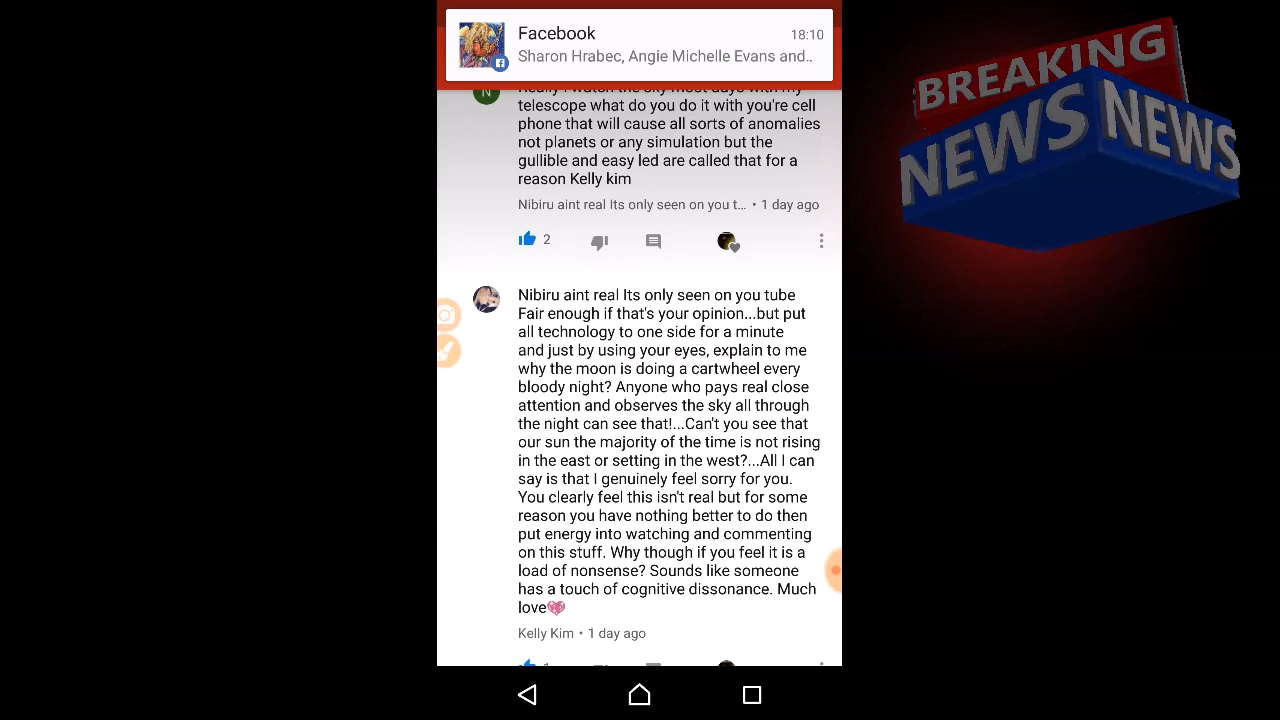 Facebook
18:10
Sharon Hrabec, Angie Michelle Evans and..
BREAKING
NEWS NEWS
N
Really I watch the sky most days with my
telescope what do you do it with you're cell
phone that will cause all sorts of anomalies
not planets or any simulation but the
gullible and easy led are called that for a
reason Kelly kim
Nibiru aint real Its only seen on you t... • 1 day ago
2
Nibiru aint real Its only seen on you tube
Fair enough if that's your opinion...but put
all technology to one side for a minute
and just by using your eyes, explain to me
why the moon is doing a cartwheel every
bloody night? Anyone who pays real close
attention and observes the sky all through
the night can see that!...Can't you see that
our sun the majority of the time is not rising
in the east or setting in the west?...All I can
say is that I genuinely feel sorry for you.
You clearly feel this isn't real but for some
reason you have nothing better to do then
put energy into watching and commenting
on this stuff. Why though if you feel it is a
load of nonsense? Sounds like someone
has a touch of cognitive dissonance. Much
love💖
Kelly Kim • 1 day ago
1